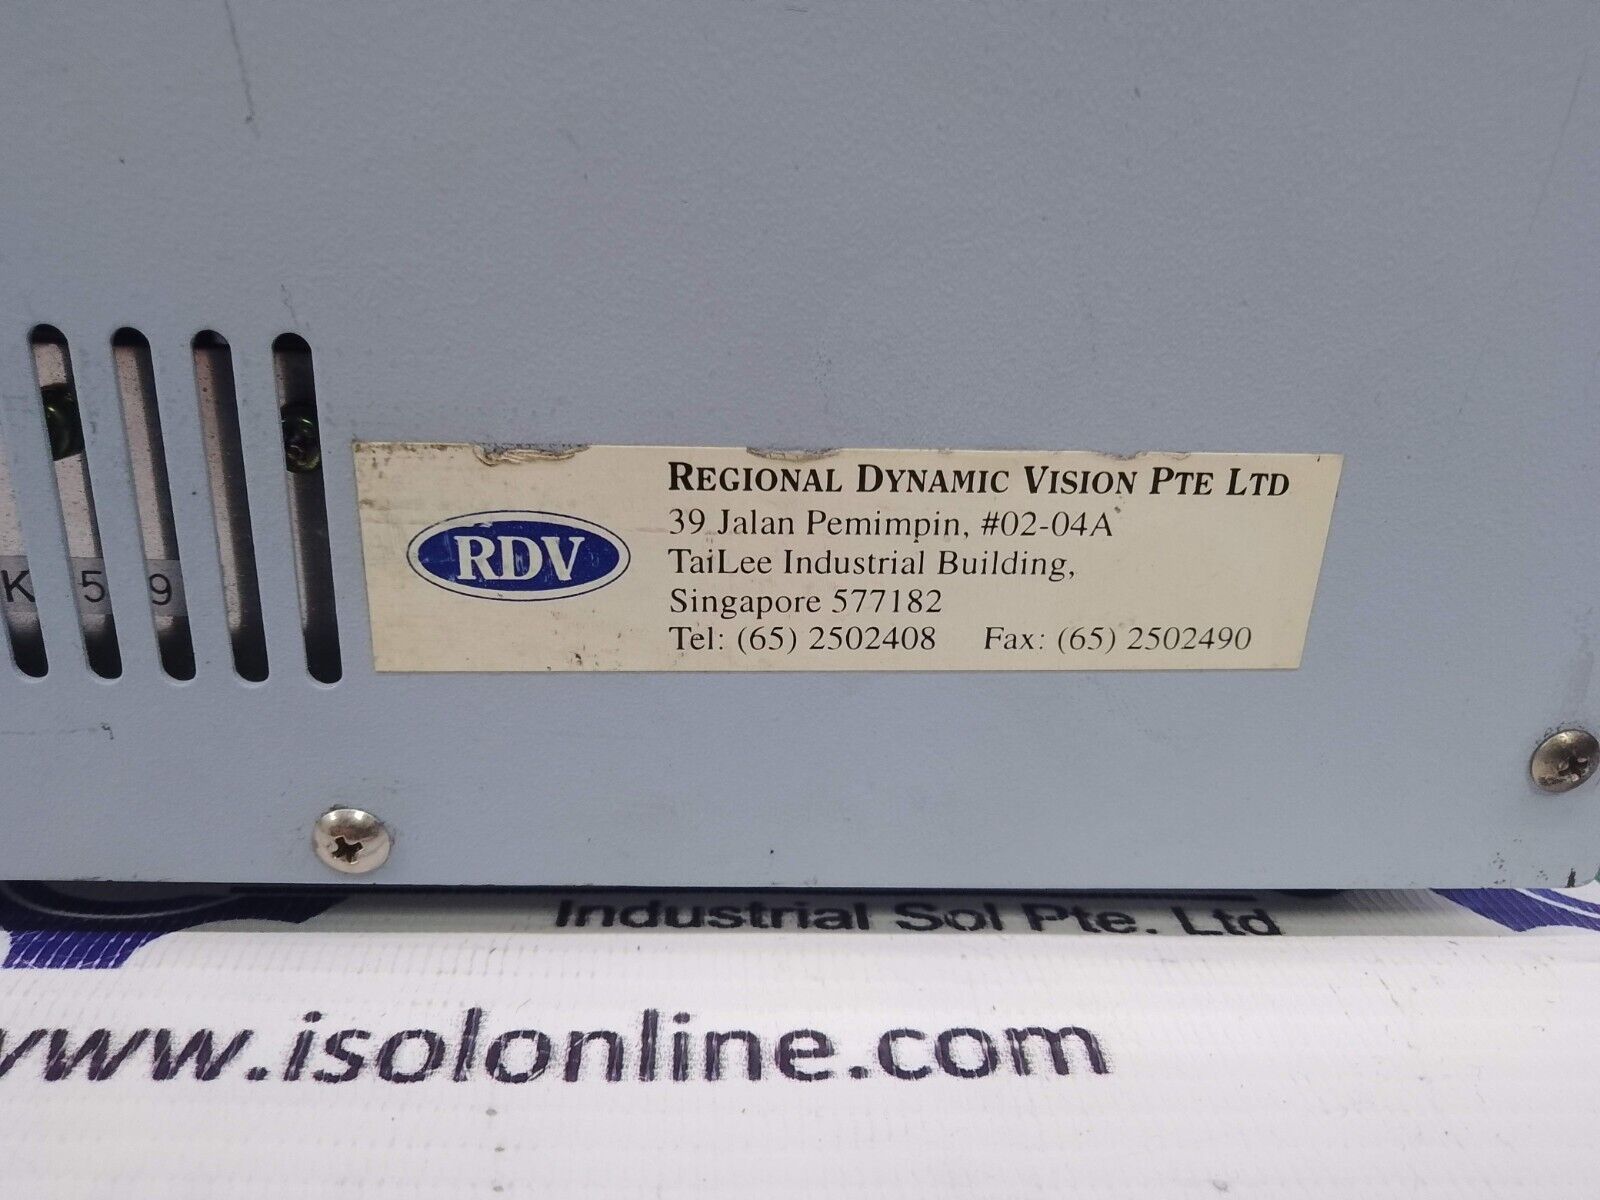 REGIONAL DYNAMIC VISION PTE LTD
39 Jalan Pemimpin, #02-04A
TaiLee Industrial Building,
Singapore 577182
Tel: (65) 2502408 Fax: (65) 2502490
RDV
K 5 9
Industrial Sol Pte. Ltd
www.isolonline.com